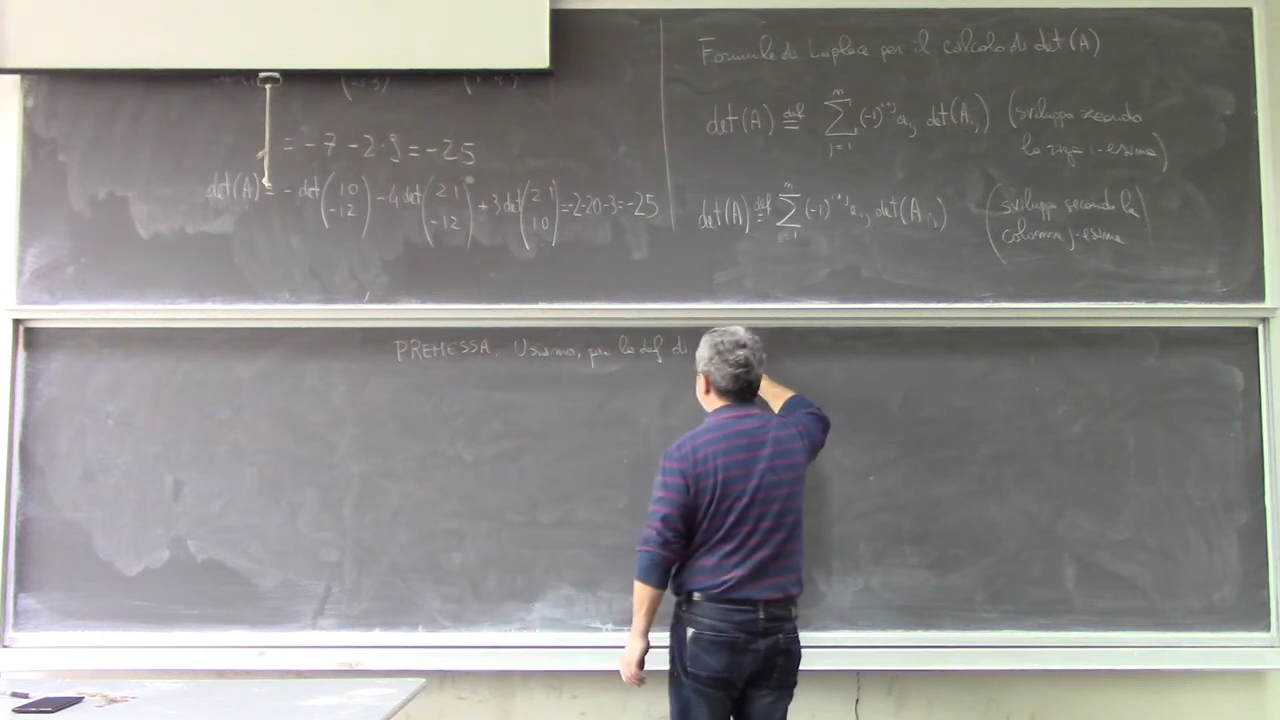 = -7 - 2·9 = -25
det(A) = - det(1 0 -1 2) - 4 det(2 1 -1 2) + 3 det(2 1 1 0) = -2-20-3 = -25
Formule di Laplace per il calcolo di det(A)
det(A) def= n ∑ j=1 (-1)^{i+j} a_{ij} det(A_{ij}) (sviluppo secondo
la riga i-esima)
det(A) def= n ∑ i=1 (-1)^{i+j} a_{ij} det(A_{ij}) (sviluppo secondo la
colonna j-esima)
PREMESSA. Usiamo, per la def di